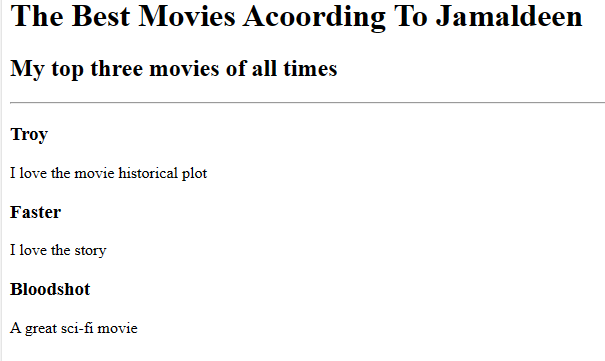 The Best Movies Acoording To Jamaldeen
My top three movies of all times
Troy
I love the movie historical plot
Faster
I love the story
Bloodshot
A great sci-fi movie